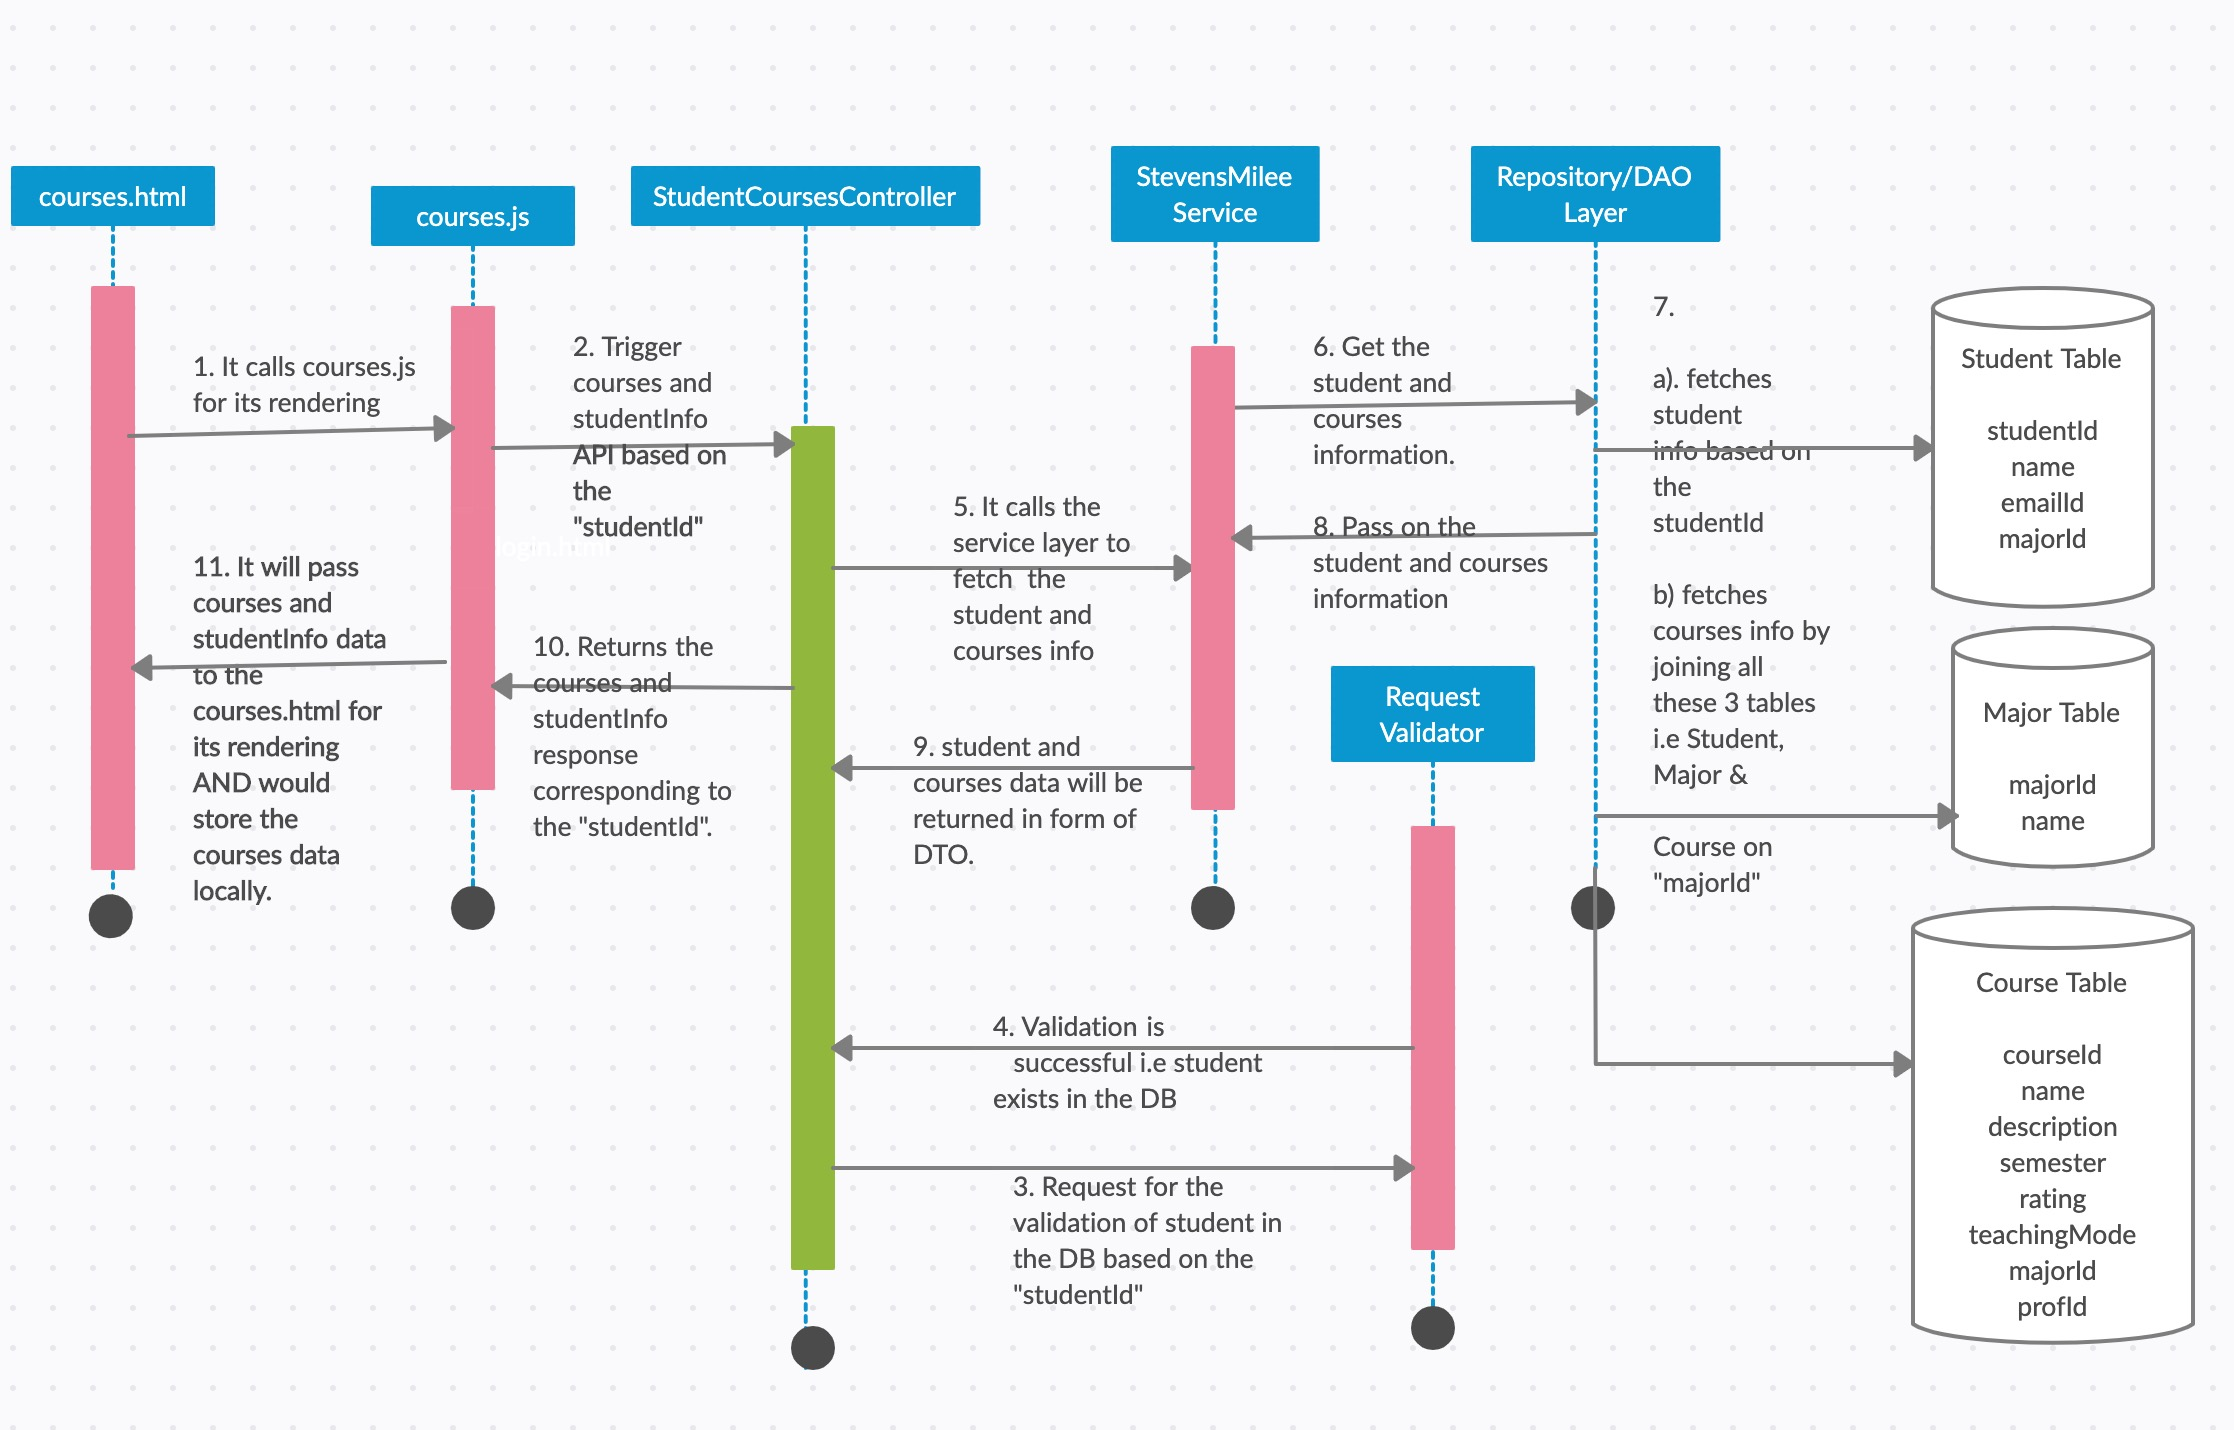 courses.html
courses.js
StudentCoursesController
StevensMilee
Service
Repository/DAO
Layer
1. It calls courses.js
for its rendering
2. Trigger
courses and
studentInfo
API based on
the
"studentId"
login.html
11. It will pass
courses and
studentInfo data
to the
courses.html for
its rendering
AND would
store the
courses data
locally.
10. Returns the
courses and
studentInfo
response
corresponding to
the "studentId".
5. It calls the
service layer to
fetch  the
student and
courses info
9. student and
courses data will be
returned in form of
DTO.
6. Get the
student and
courses
information.
8. Pass on the
student and courses
information
Request
Validator
4. Validation is
successful i.e student
exists in the DB
3. Request for the
validation of student in
the DB based on the
"studentId"
7.
a). fetches
student
info based on
the
studentId
b) fetches
courses info by
joining all
these 3 tables
i.e Student,
Major &
Course on
"majorId"
Student Table
studentId
name
emailId
majorId
Major Table
majorId
name
Course Table
courseId
name
description
semester
rating
teachingMode
majorId
profId